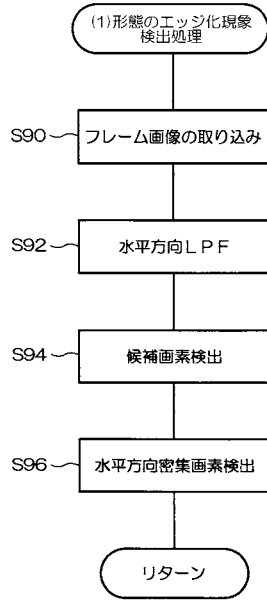 (1)形態のエッジ化現象
検出処理
S90
フレーム画像の取り込み
S92
水平方向LPF
S94
候補画素検出
S96
水平方向密集画素検出
リターン